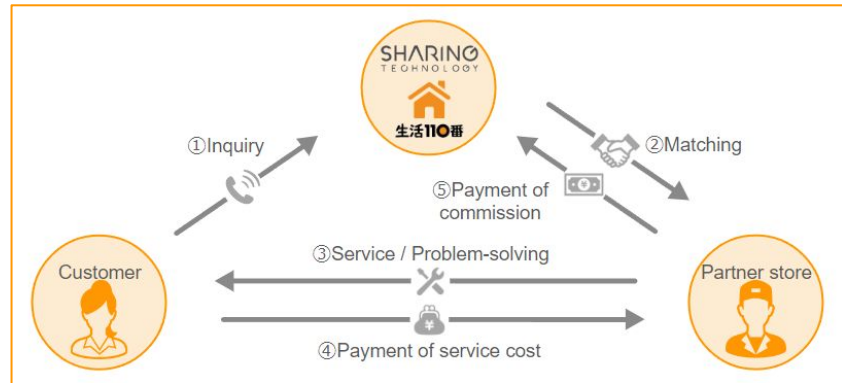 SHARING
TECHNOLOGY
生活110番
①Inquiry
②Matching
⑤Payment of
commission
③Service / Problem-solving
Customer
Partner store
¥
④Payment of service cost